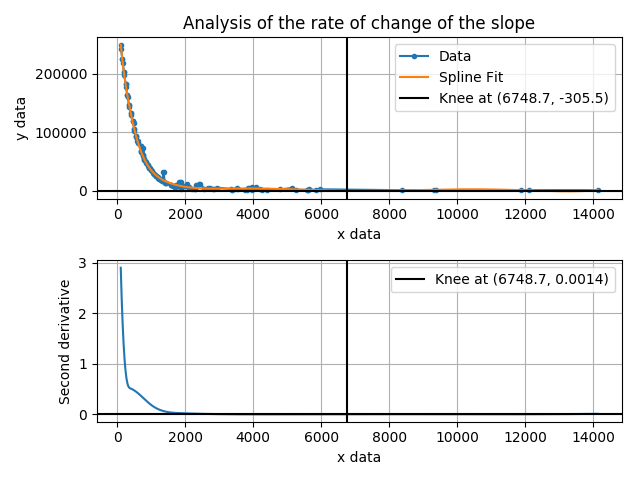 Analysis of the rate of change of the slope
y data
200000
100000
0
Data
Spline Fit
Knee at (6748.7, -305.5)
0 2000 4000 6000 8000 10000 12000 14000
x data
Second derivative
3
2
1
0
Knee at (6748.7, 0.0014)
0 2000 4000 6000 8000 10000 12000 14000
x data